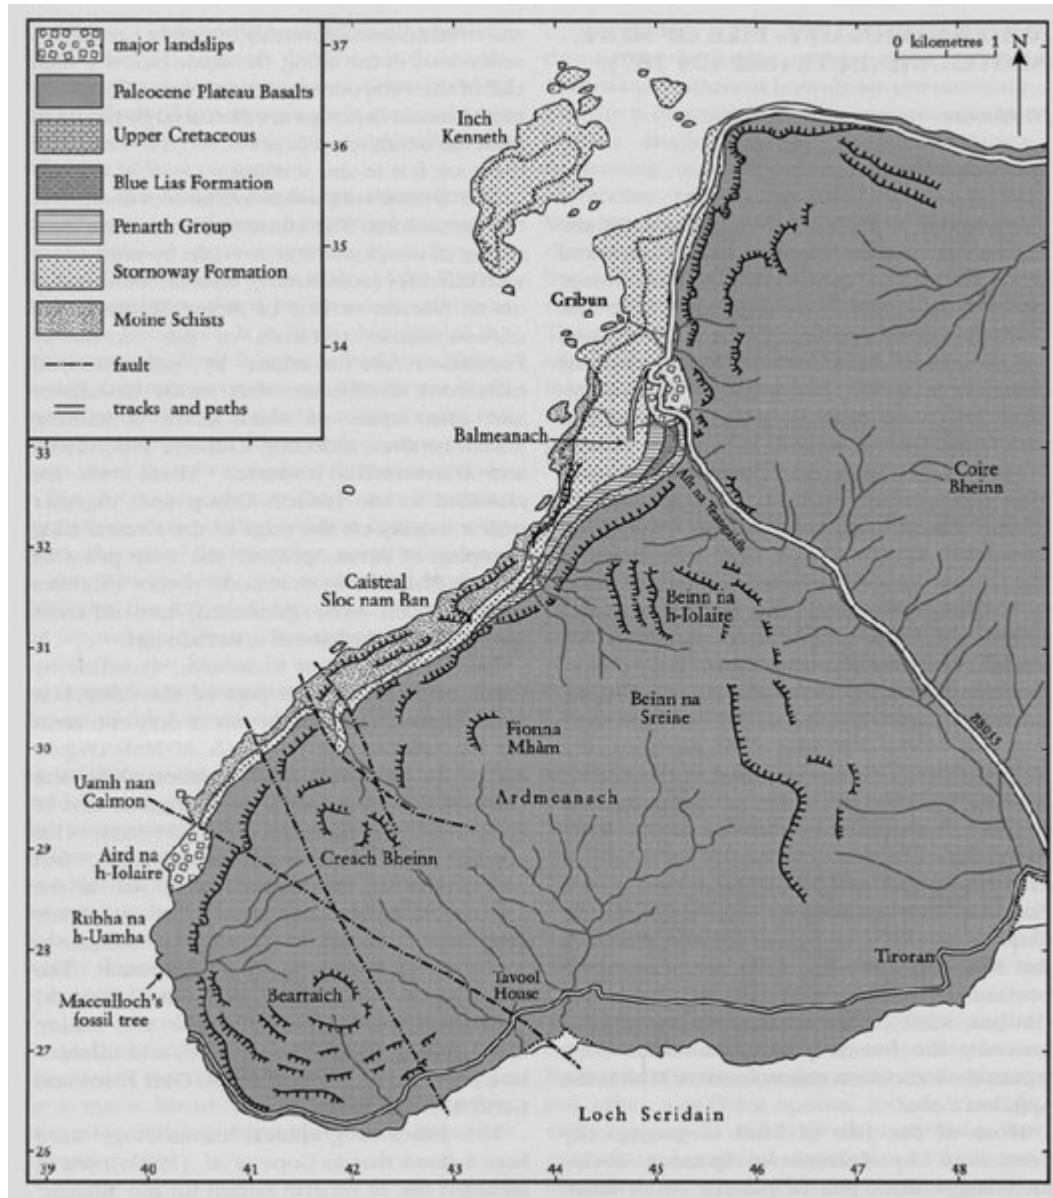 major landslips
Paleocene Plateau Basalts
Upper Cretaceous
Blue Lias Formation
Penarth Group
Stornoway Formation
Moine Schists
fault
tracks and paths
37
36
35
34
33
32
31
30
29
28
27
26
0 kilometres 1
N
Inch
Kenneth
Gribun
Balmeanach
Allt na Teangaidh
Coire
Bheinn
Caisteal
Sloc nam Ban
Beinn na
h-Iolaire
Beinn na
Sreine
B8035
Fionna
Mhàm
Uamh nan
Calmon
Ardmeanach
Aird na
h-Iolaire
Creach Bheinn
Rubha na
h-Uamha
Tiroran
Tavool
House
Macculloch's
fossil tree
Bearraich
Loch Scridain
39
40
41
42
43
44
45
46
47
48